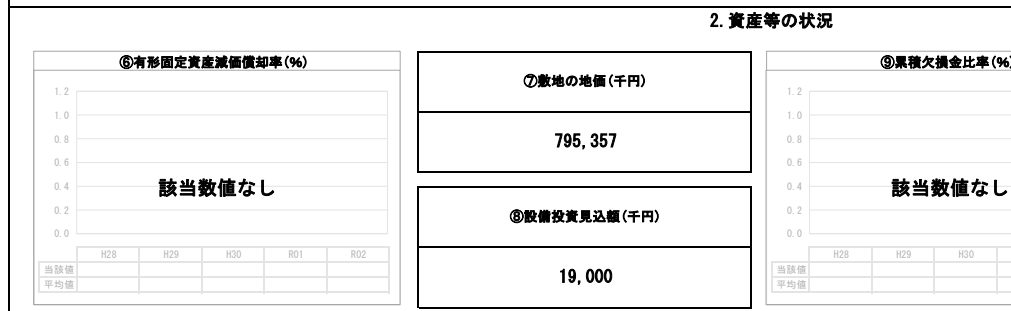 2. 資産等の状況
⑥有形固定資産減価償却率(%)
1.2
1.0
0.8
0.6
0.4
0.2
0.0
該当数値なし
H28 H29 H30 R01 R02
当該値
平均値
⑦敷地の地価(千円)
795,357
⑧設備投資見込額(千円)
19,000
⑨累積欠損金比率(%)
1.2
1.0
0.8
0.6
0.4
0.2
0.0
該当数値なし
H28 H29 H30
当該値
平均値